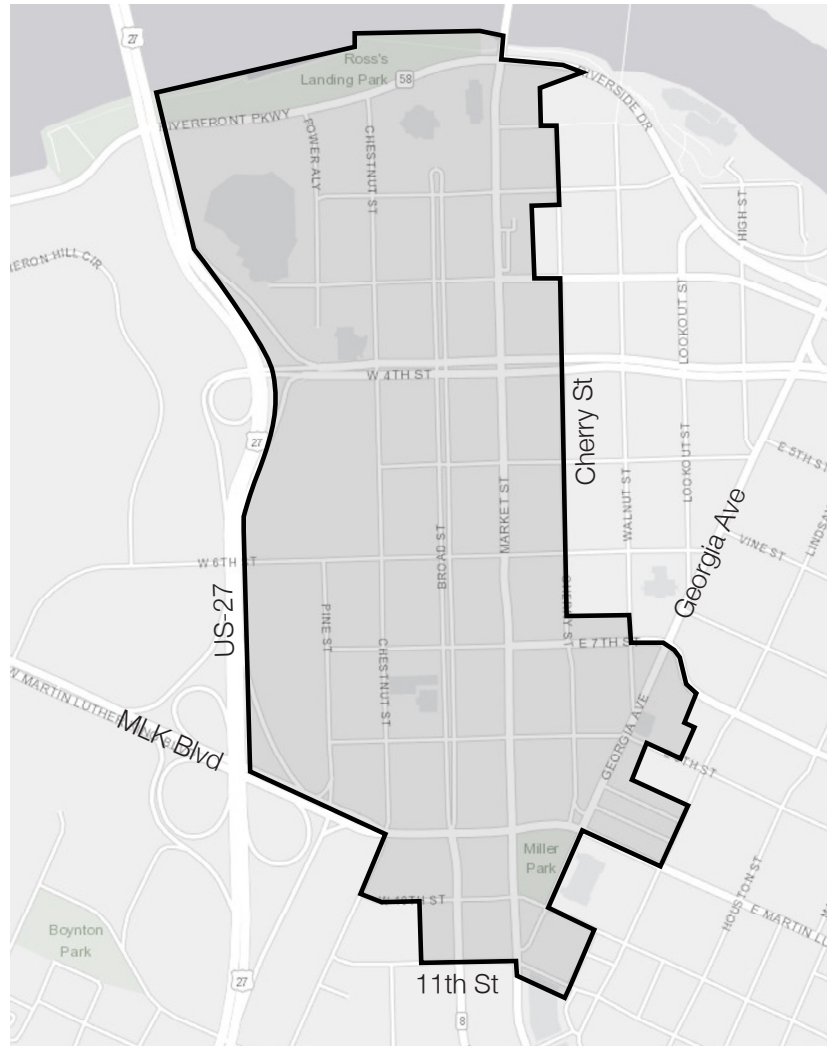 27
Ross's
Landing Park
58
RIVERFRONT PKWY
RIVERSIDE DR
POWER ALY
CHESTNUT ST
HIGH ST
LOOKOUT ST
W 4TH ST
Cherry St
27
E 5TH ST
LOOKOUT ST
WALNUT ST
MARKET ST
BROAD ST
Georgia Ave
VINE ST
W 6TH ST
US-27
PINE ST
CHESTNUT ST
E 7TH ST
GEORGIA AVE
MLK Blvd
Miller
Park
HOUSTON ST
Boynton
Park
11th St
27
8